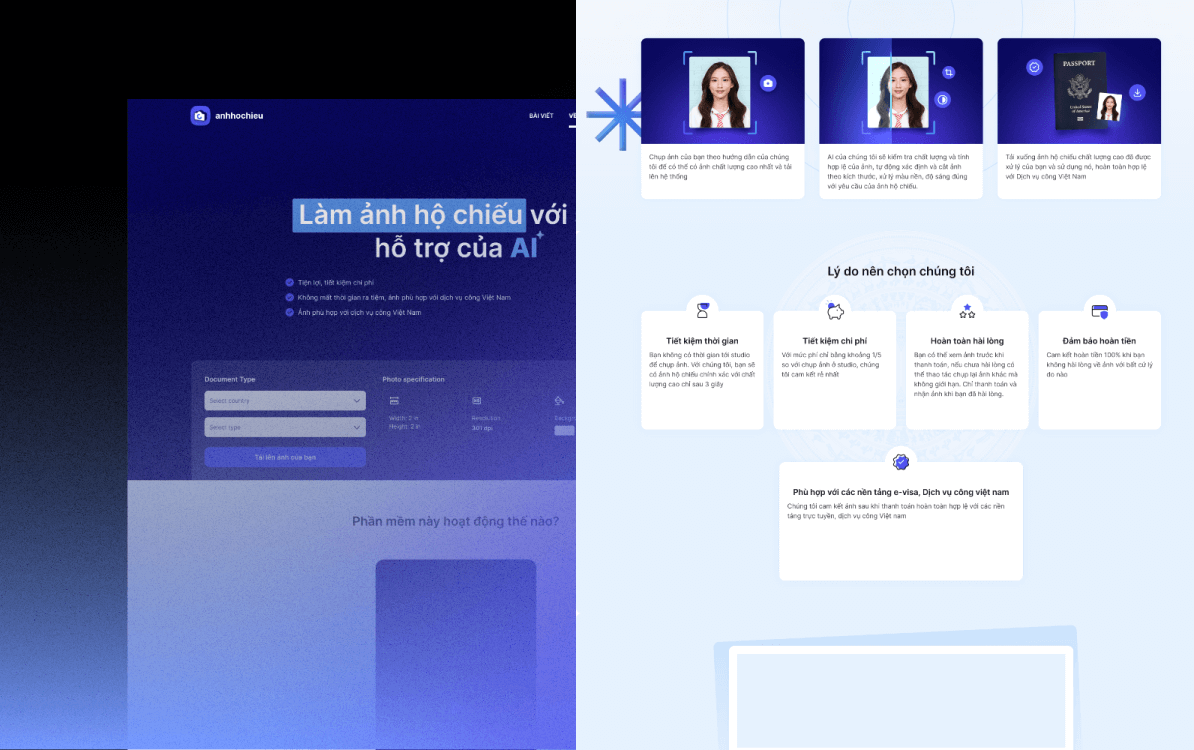 anhhochieu
BÀI VIẾT
Làm ảnh hộ chiếu với
hỗ trợ của AI
Tiện lợi, tiết kiệm chi phí
Không mất thời gian ra tiệm, ảnh phù hợp với dịch vụ công Việt Nam
Ảnh phù hợp với dịch vụ công Việt Nam
Document Type
Photo specification
Select country
Select type
Width: 2 in
Height: 2 in
Resolution
301 dpi
Tải lên ảnh của bạn
Phần mềm này hoạt động thế nào?
Chụp ảnh của bạn theo hướng dẫn của chúng
tôi để có thể có ảnh chất lượng cao nhất và tải
lên hệ thống
AI của chúng tôi sẽ kiểm tra chất lượng và tính
hợp lệ của ảnh, tự động xác định và cắt ảnh
theo kích thước, xử lý màu nền, độ sáng đúng
với yêu cầu của ảnh hộ chiếu.
PASSPORT
United States
of America
Tải xuống ảnh hộ chiếu chất lượng cao đã được
xử lý của bạn và sử dụng nó, hoàn toàn hợp lệ
với Dịch vụ công Việt Nam
Lý do nên chọn chúng tôi
Tiết kiệm thời gian
Bạn không có thời gian tới studio
để chụp ảnh. Với chúng tôi, bạn sẽ
có ảnh hộ chiếu chính xác với chất
lượng cao chỉ sau 3 giây
Tiết kiệm chi phí
Với mức phí chỉ bằng khoảng 1/5
so với chụp ảnh ở studio, chúng
tôi cam kết rẻ nhất
Hoàn toàn hài lòng
Bạn có thể xem ảnh trước khi
thanh toán, nếu chưa hài lòng có
thể thao tác chụp lại ảnh khác mà
không giới hạn. Chỉ thanh toán và
nhận ảnh khi bạn đã hài lòng.
Đảm bảo hoàn tiền
Cam kết hoàn tiền 100% khi bạn
không hài lòng về ảnh với bất cứ lý
do nào
Phù hợp với các nền tảng e-visa, Dịch vụ công việt nam
Chúng tôi cam kết ảnh sau khi thanh toán hoàn toàn hợp lệ với các nền
tảng trực tuyến, dịch vụ công Việt Nam